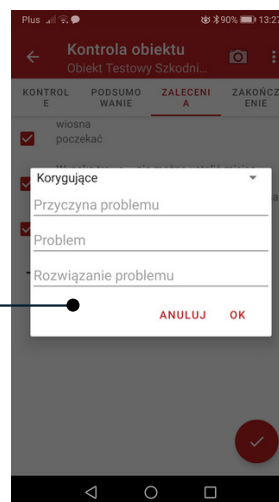 Plus 90% 13:27
Kontrola obiektu
Obiekt Testowy Szkodni...
KONTROL
E
PODSUMO
WANIE
ZALECENI
A
ZAKOŃCZ
ENIE
wiosna
poczekać
Korygujące
Przyczyna problemu
Problem
Rozwiązanie problemu
ANULUJ OK